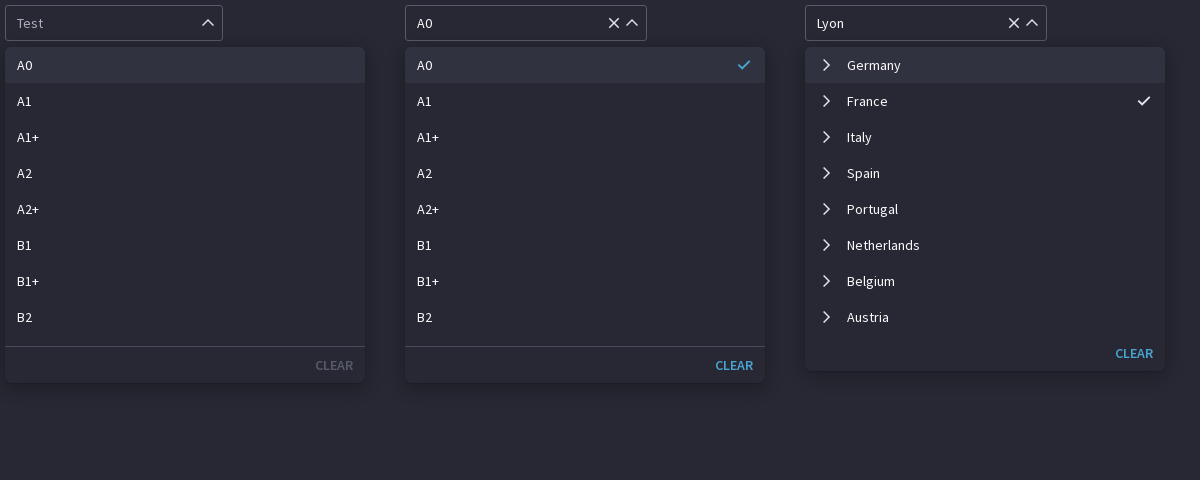 Test
A0
A1
A1+
A2
A2+
B1
B1+
B2
CLEAR
A0
A0
A1
A1+
A2
A2+
B1
B1+
B2
CLEAR
Lyon
Germany
France
Italy
Spain
Portugal
Netherlands
Belgium
Austria
CLEAR